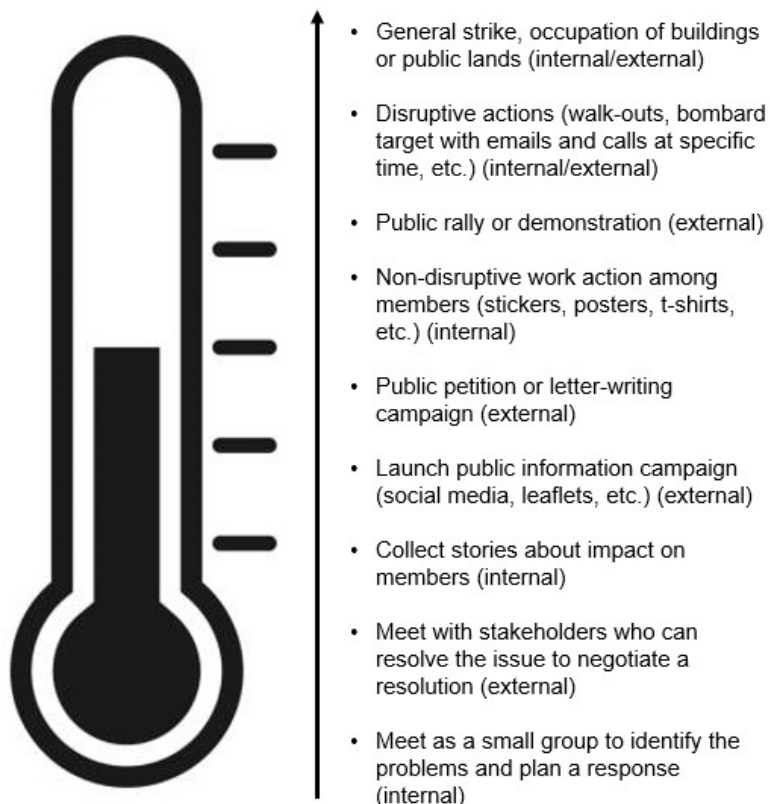 • General strike, occupation of buildings
or public lands (internal/external)
• Disruptive actions (walk-outs, bombard
target with emails and calls at specific
time, etc.) (internal/external)
• Public rally or demonstration (external)
• Non-disruptive work action among
members (stickers, posters, t-shirts,
etc.) (internal)
• Public petition or letter-writing
campaign (external)
• Launch public information campaign
(social media, leaflets, etc.) (external)
• Collect stories about impact on
members (internal)
• Meet with stakeholders who can
resolve the issue to negotiate a
resolution (external)
• Meet as a small group to identify the
problems and plan a response
(internal)